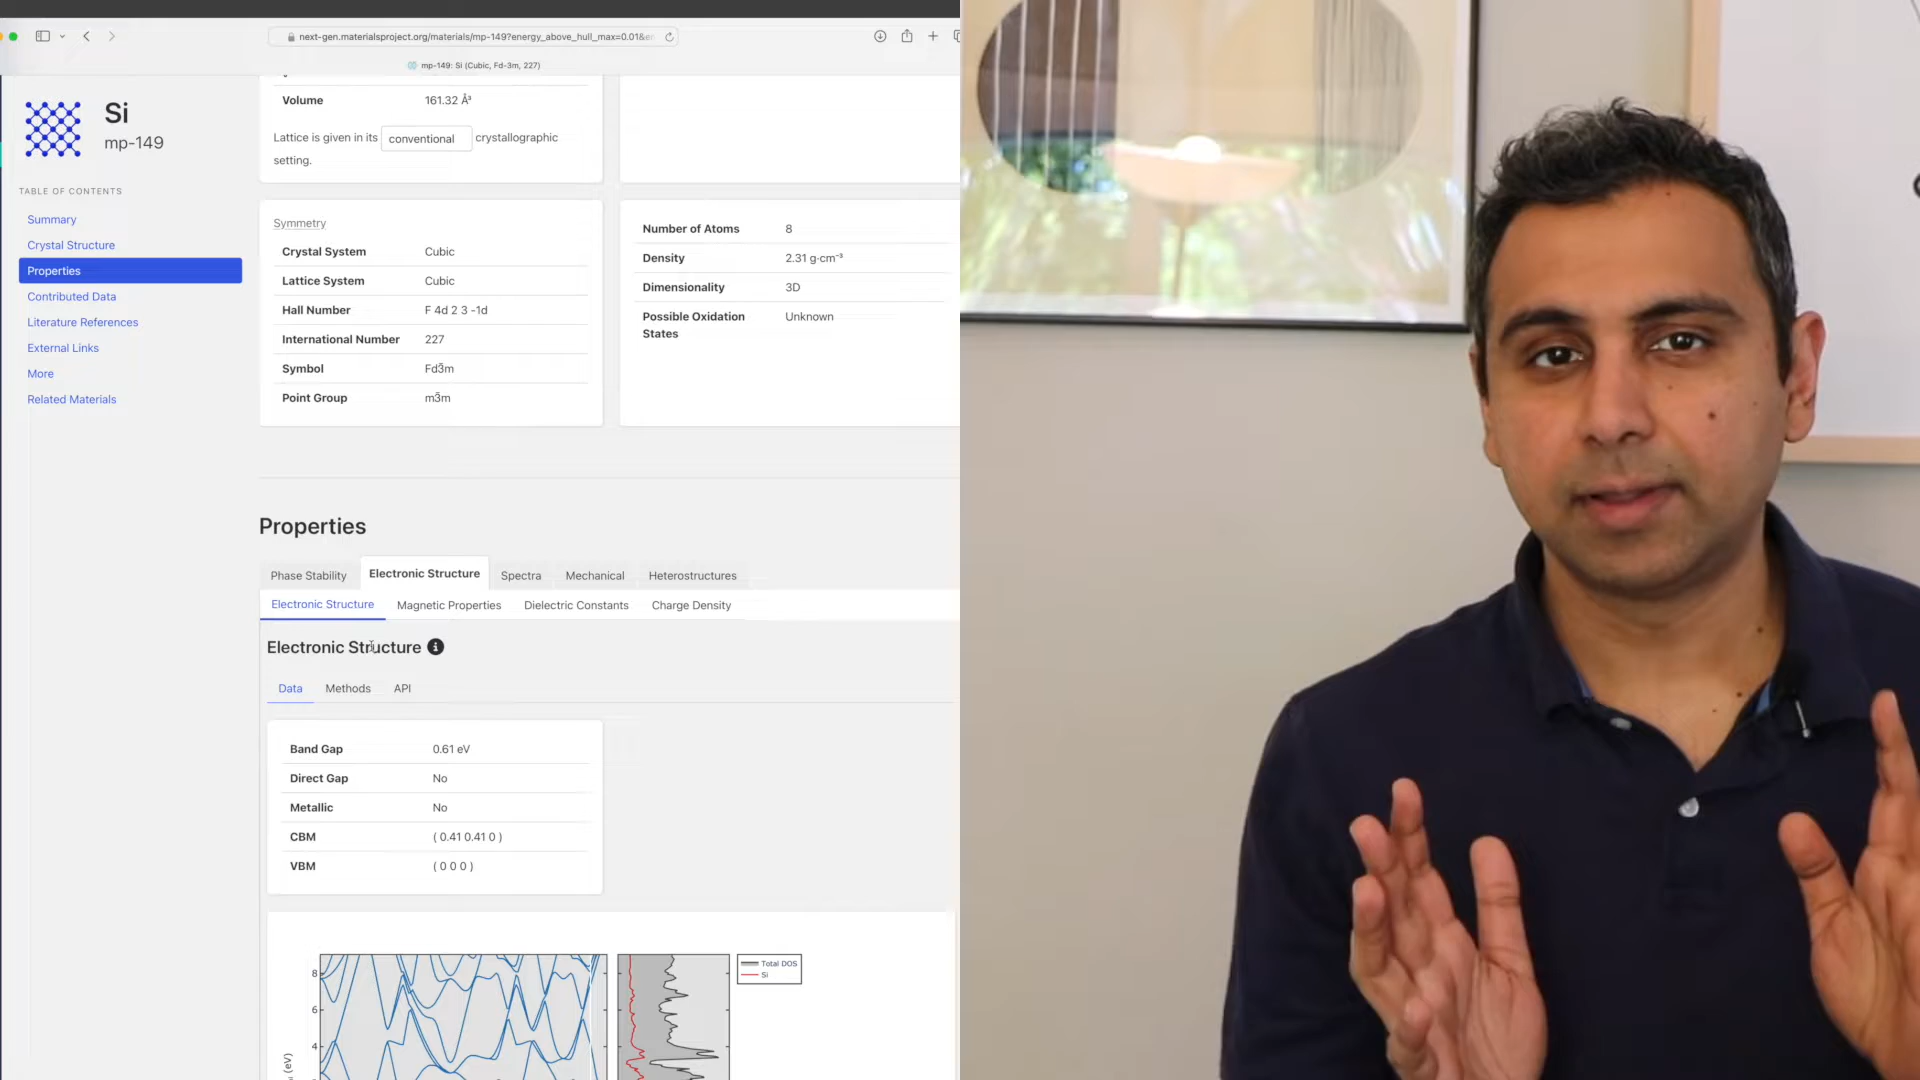 next-gen.materialsproject.org/materials/mp-149?energy_above_hull_max=0.01&e
mp-149: Si (Cubic, Fd-3m, 227)
Si
mp-149
TABLE OF CONTENTS
Summary
Crystal Structure
Properties
Contributed Data
Literature References
External Links
More
Related Materials
Volume 161.32 Å³
Lattice is given in its conventional crystallographic
setting.
Symmetry
Crystal System Cubic
Lattice System Cubic
Hall Number F 4d 2 3 -1d
International Number 227
Symbol Fd3̅m
Point Group m3̅m
Number of Atoms 8
Density 2.31 g·cm⁻³
Dimensionality 3D
Possible Oxidation Unknown
States
Properties
Phase Stability Electronic Structure Spectra Mechanical Heterostructures
Electronic Structure Magnetic Properties Dielectric Constants Charge Density
Electronic Structure
Data Methods API
Band Gap 0.61 eV
Direct Gap No
Metallic No
CBM ( 0.41 0.41 0 )
VBM ( 0 0 0 )
8
6
4
(eV)
Total DOS
Si